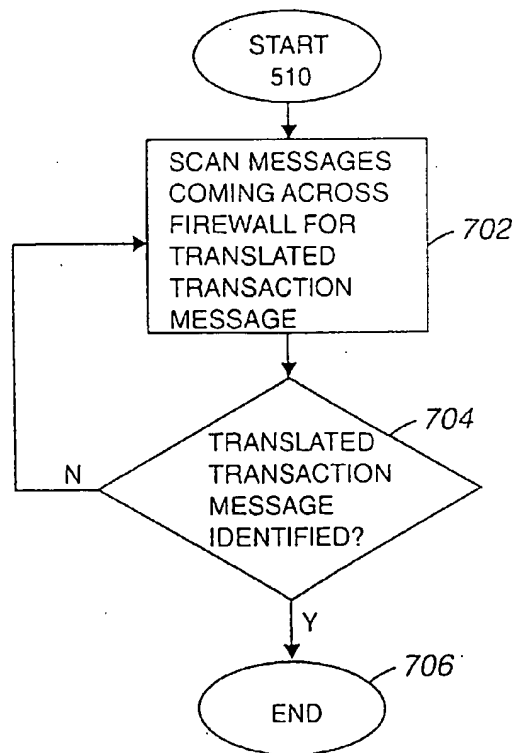 START
510
SCAN MESSAGES
COMING ACROSS
FIREWALL FOR
TRANSLATED
TRANSACTION
MESSAGE
702
704
TRANSLATED
TRANSACTION
MESSAGE
IDENTIFIED?
N
Y
706
END